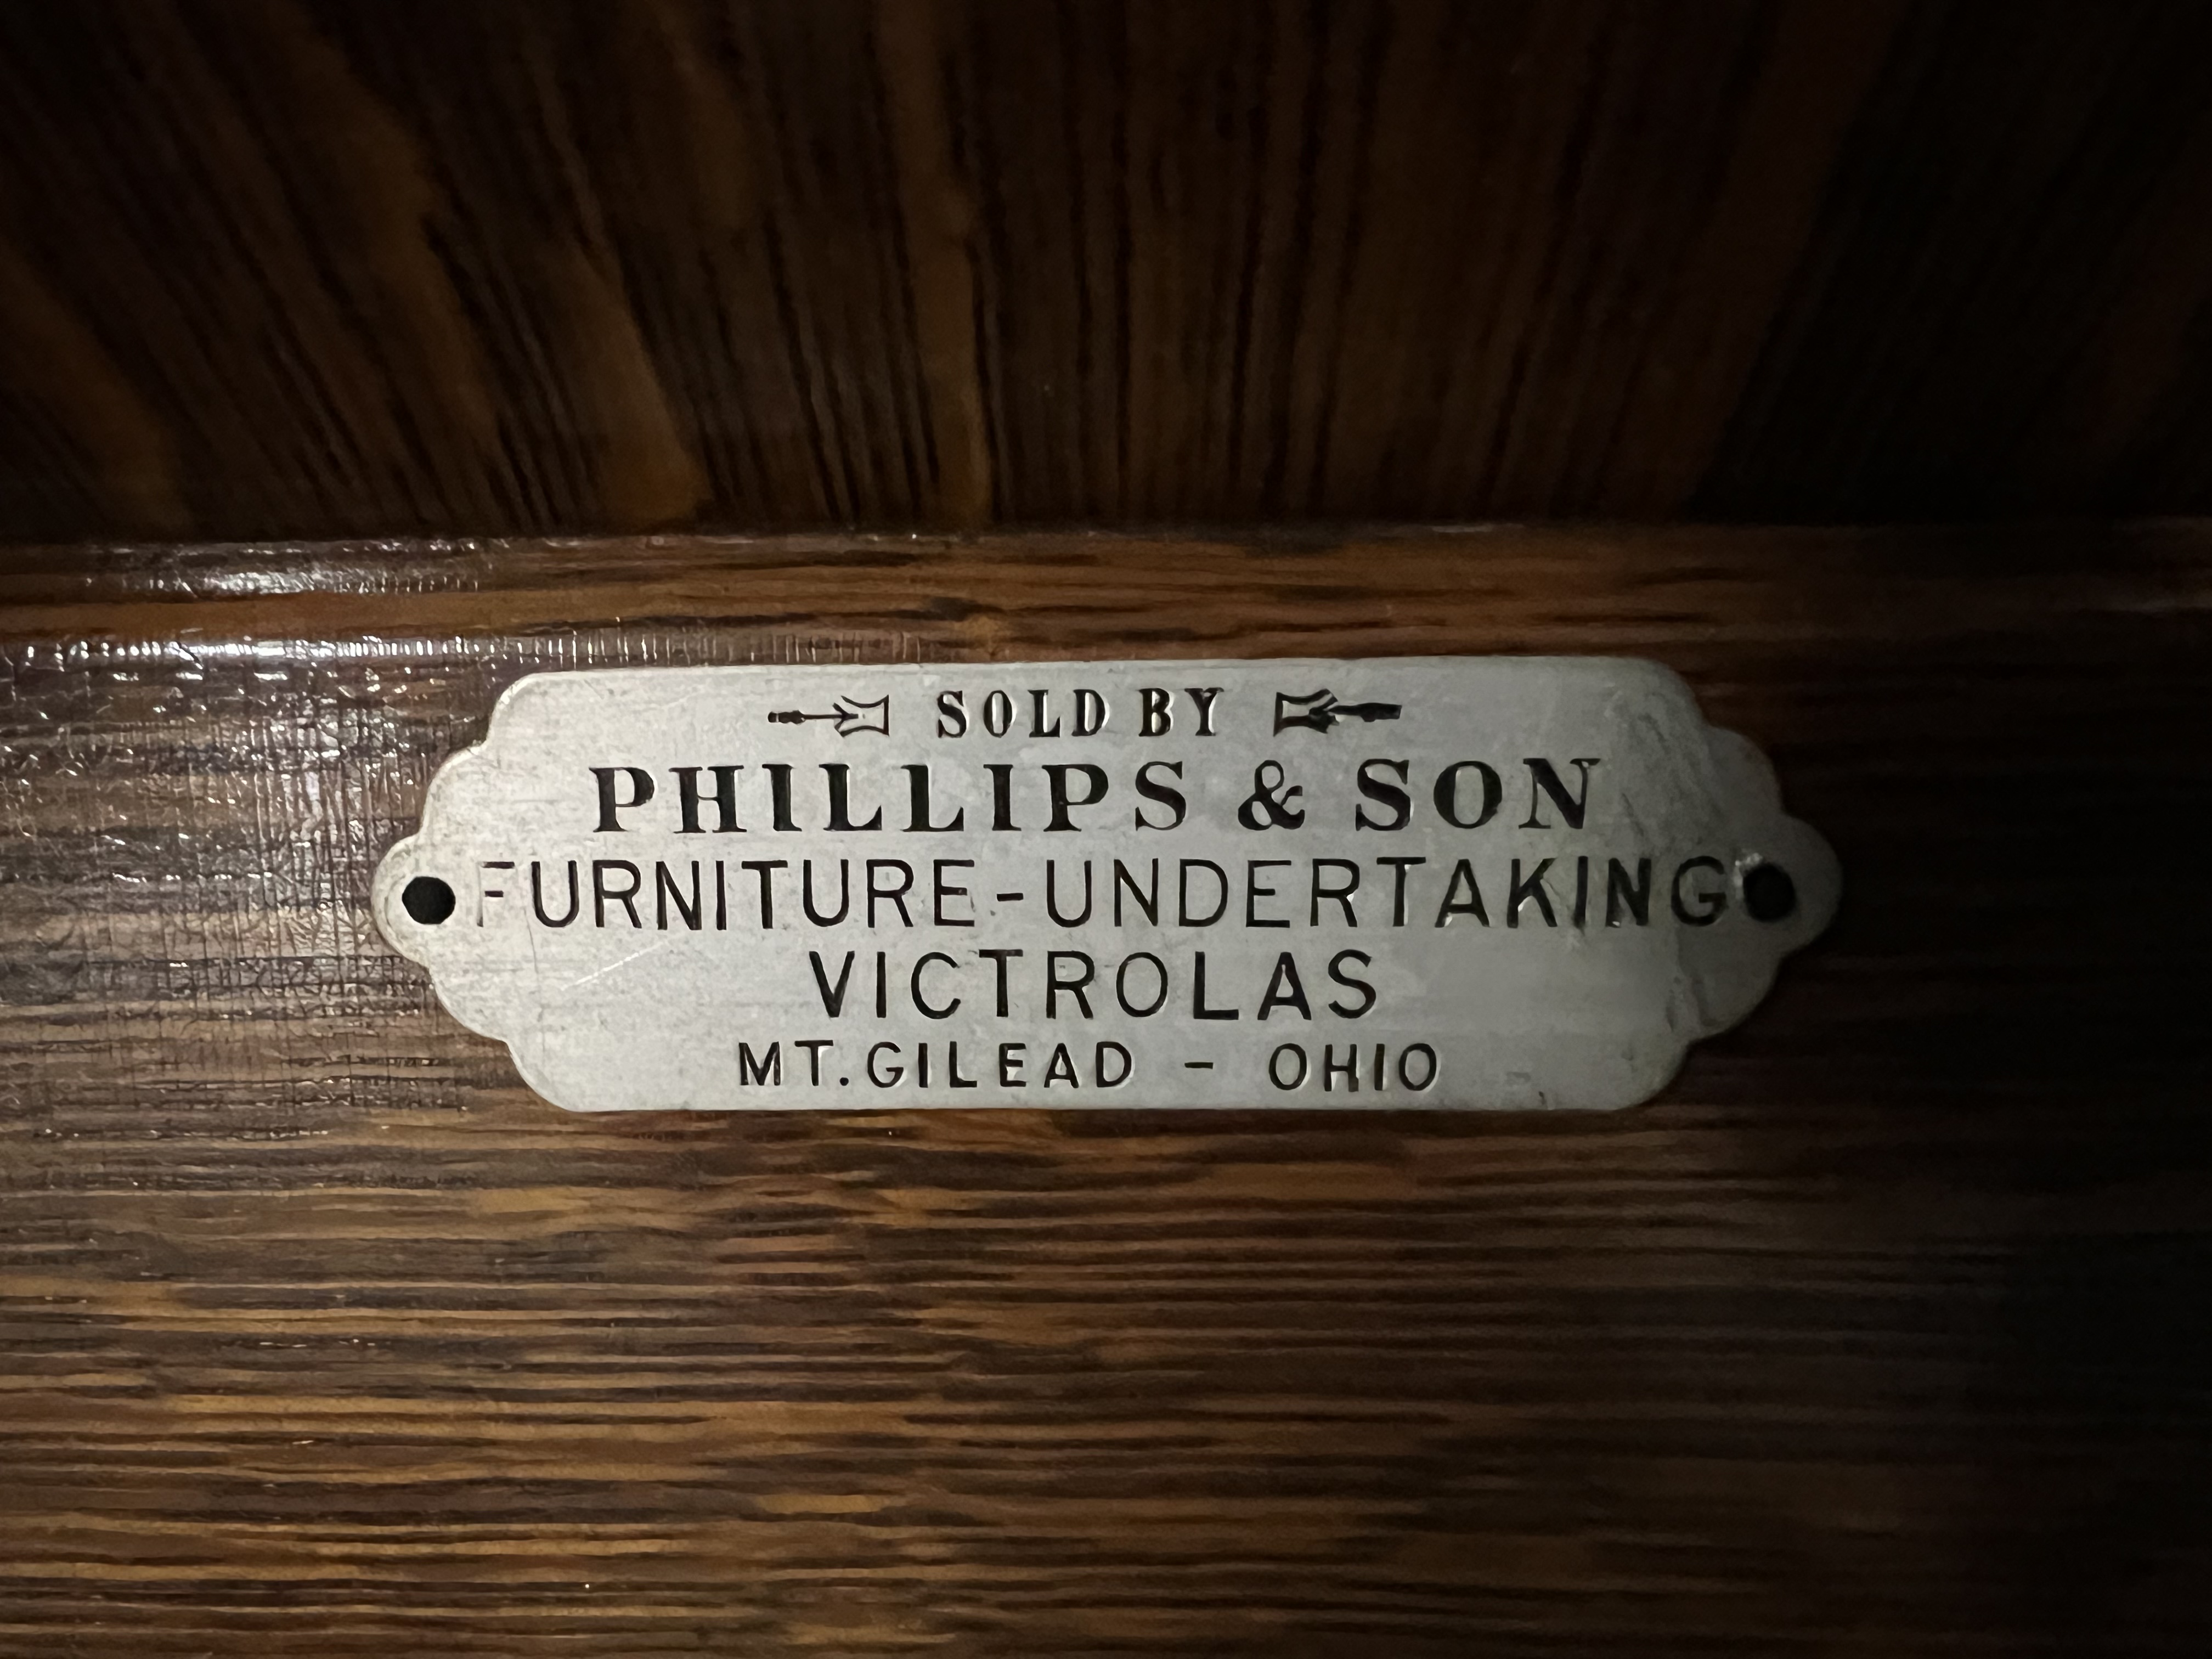 SOLD BY
PHILLIPS & SON
FURNITURE-UNDERTAKING
VICTROLAS
MT. GILEAD - OHIO